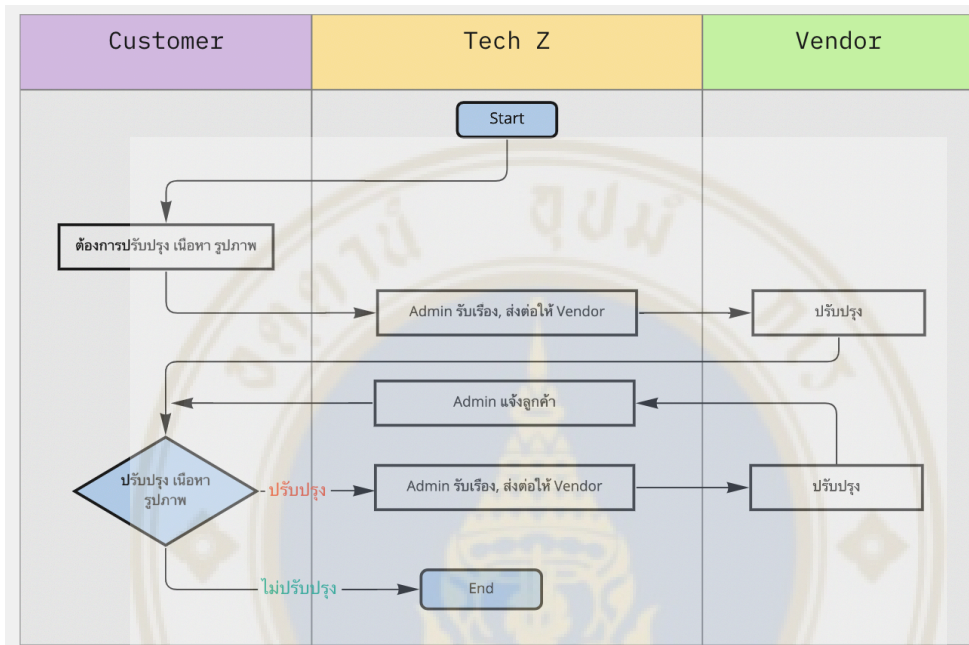 Customer
Tech Z
Vendor
Start
ต้องการปรับปรุง เนื้อหา รูปภาพ
Admin รับเรื่อง, ส่งต่อให้ Vendor
ปรับปรุง
Admin แจ้งลูกค้า
ปรับปรุง เนื้อหา
รูปภาพ
ปรับปรุง
Admin รับเรื่อง, ส่งต่อให้ Vendor
ปรับปรุง
ไม่ปรับปรุง
End